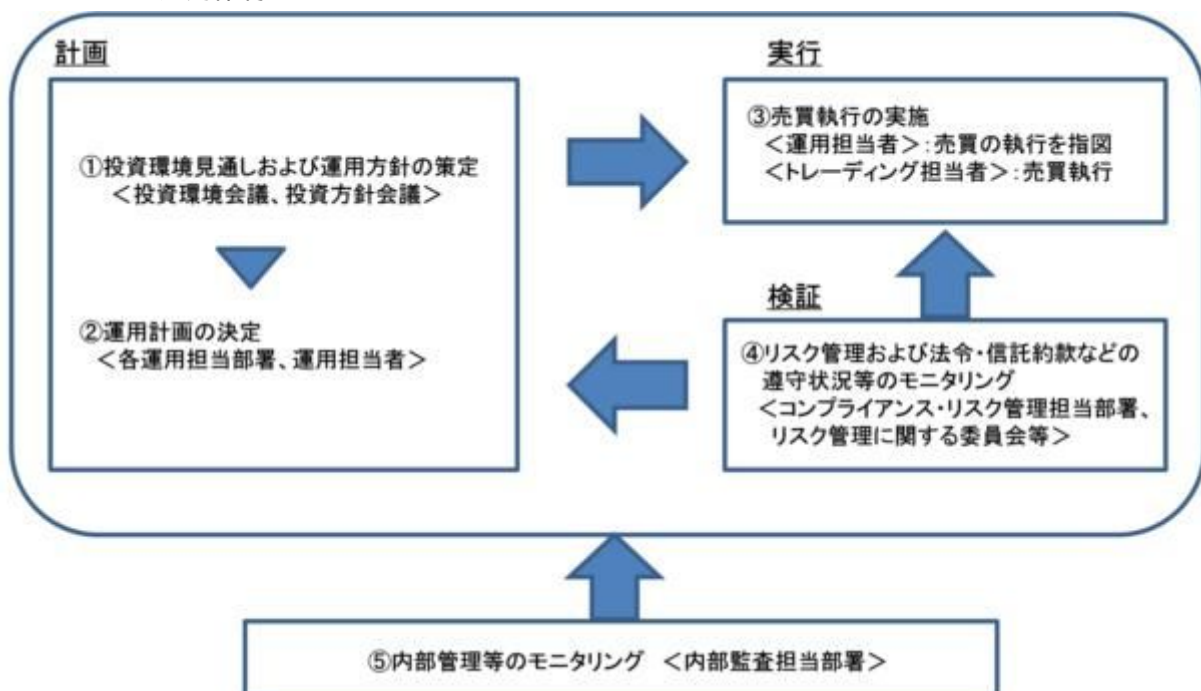 計画
①投資環境見通しおよび運用方針の策定
＜投資環境会議、投資方針会議＞
②運用計画の決定
＜各運用担当部署、運用担当者＞
実行
③売買執行の実施
＜運用担当者＞：売買の執行を指図
＜トレーディング担当者＞：売買執行
検証
④リスク管理および法令・信託約款などの
遵守状況等のモニタリング
＜コンプライアンス・リスク管理担当部署、
リスク管理に関する委員会等＞
⑤内部管理等のモニタリング ＜内部監査担当部署＞